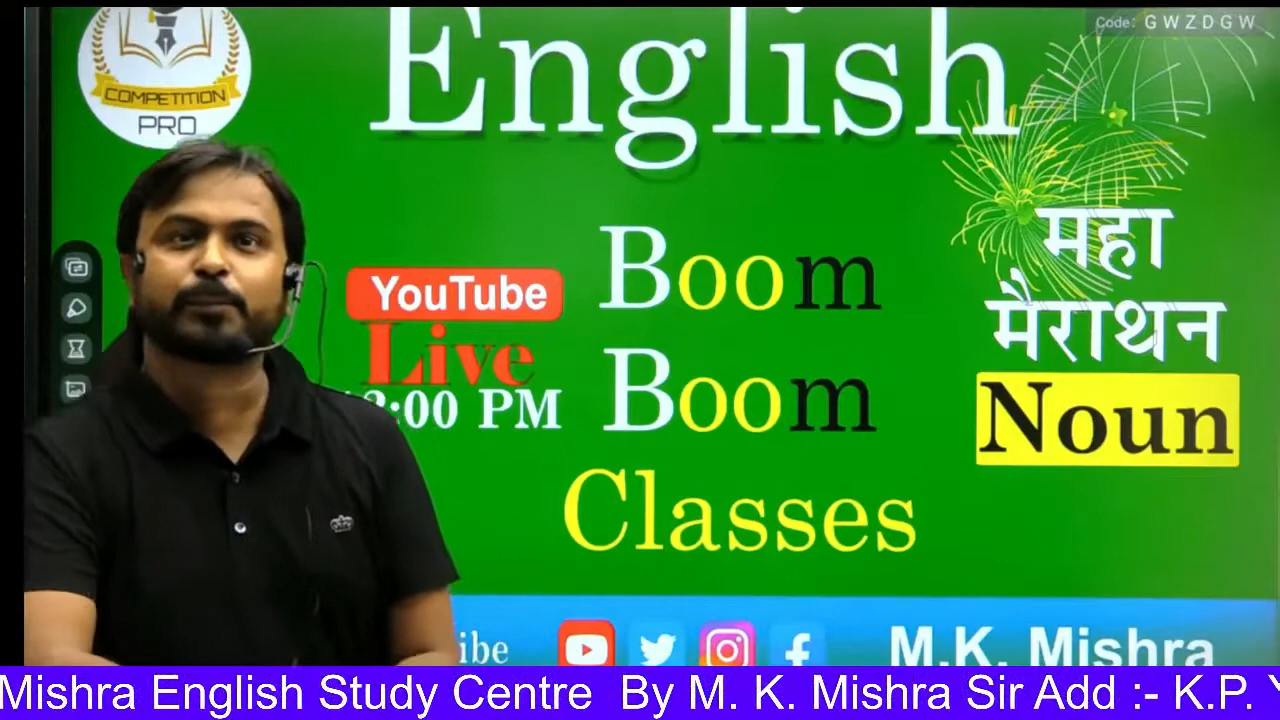 Code: GWZDGW
COMPETITION
PRO
English
YouTube
Live
:00 PM
Boom
Boom
Classes
महा
मैराथन
Noun
ibe
M.K. Mishra
Mishra English Study Centre By M. K. Mishra Sir Add :- K.P.